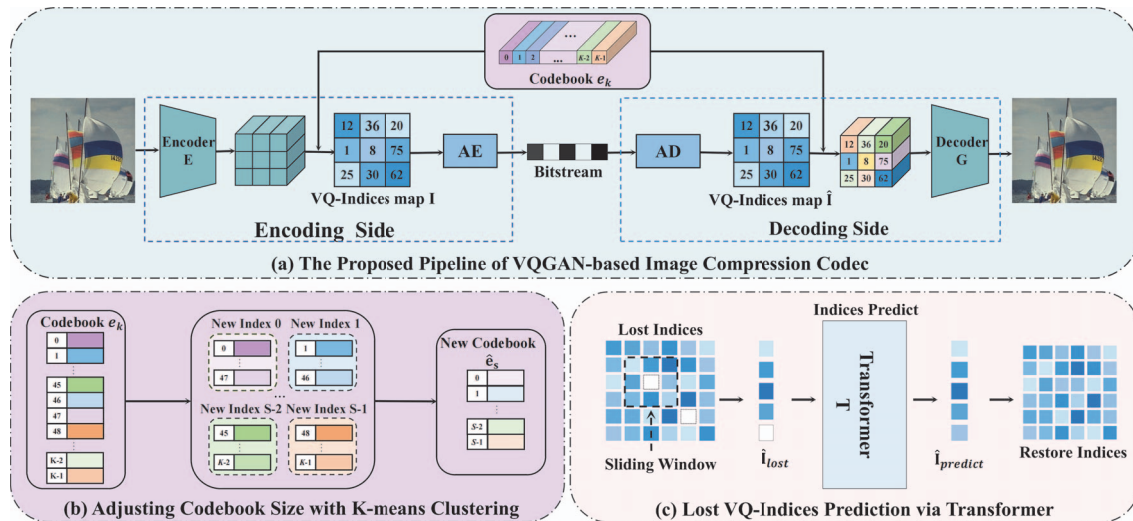 0 1 2 ... ... K-2 K-1
Codebook e_k
Encoder
E
12 36 20
1 8 75
25 30 62
VQ-Indices map I
AE
Bitstream
AD
12 36 20
1 8 75
25 30 62
VQ-Indices map Î
12 36 20
1 8 75
25 30 62
Decoder
G
Encoding Side
Decoding Side
(a) The Proposed Pipeline of VQGAN-based Image Compression Codec
Codebook e_k
0
1
45
46
47
48
K-2
K-1
New Index 0
0
47
New Index 1
1
46
...
New Index S-2
45
K-2
New Index S-1
48
K-1
New Codebook
ê_s
0
1
S-2
S-1
(b) Adjusting Codebook Size with K-means Clustering
Lost Indices
Sliding Window
Î_lost
Indices Predict
Transformer
T
Î_predict
Restore Indices
(c) Lost VQ-Indices Prediction via Transformer